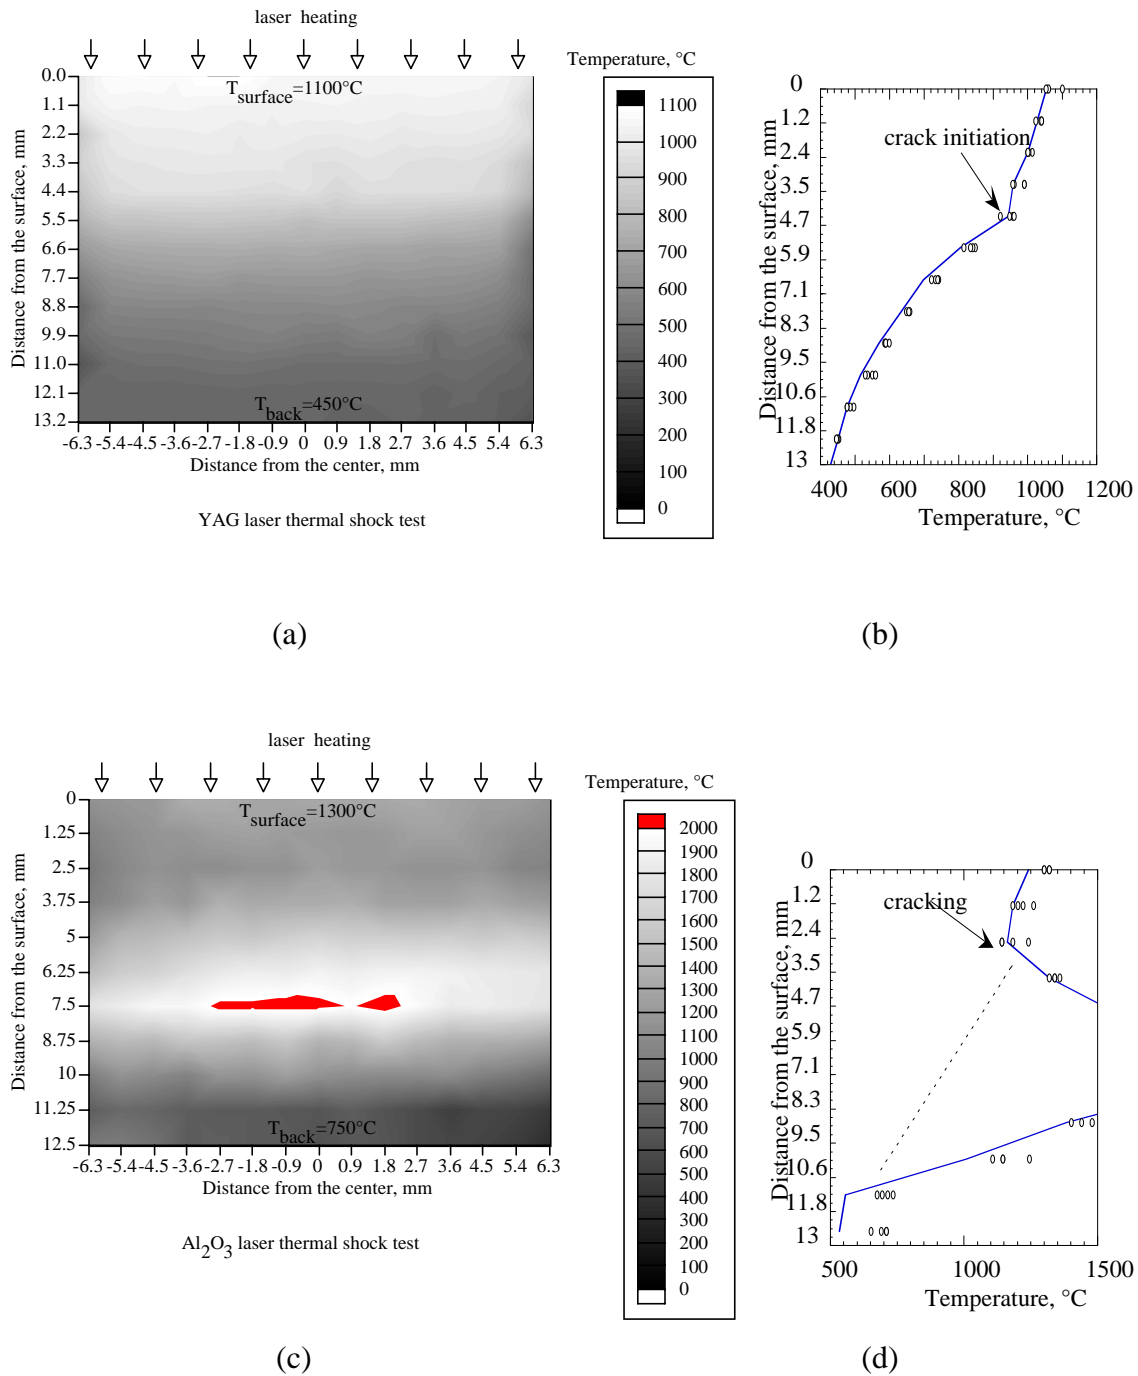 laser heating
T_surface=1100°C
0.0
1.1
2.2
3.3
4.4
5.5
6.6
7.7
8.8
9.9
11.0
12.1
13.2
Distance from the surface, mm
T_back=450°C
-6.3 -5.4 -4.5 -3.6 -2.7 -1.8 -0.9 0 0.9 1.8 2.7 3.6 4.5 5.4 6.3
Distance from the center, mm
YAG laser thermal shock test
Temperature, °C
1100
1000
900
800
700
600
500
400
300
200
100
0
(a)
0
1.2
2.4
3.5
4.7
5.9
7.1
8.3
9.5
10.6
11.8
13
Distance from the surface, mm
crack initiation
400 600 800 1000 1200
Temperature, °C
(b)
laser heating
T_surface=1300°C
0
1.25
2.5
3.75
5
6.25
7.5
8.75
10
11.25
12.5
Distance from the surface, mm
T_back=750°C
-6.3 -5.4 -4.5 -3.6 -2.7 -1.8 -0.9 0 0.9 1.8 2.7 3.6 4.5 5.4 6.3
Distance from the center, mm
Al2O3 laser thermal shock test
Temperature, °C
2000
1900
1800
1700
1600
1500
1400
1300
1200
1100
1000
900
800
700
600
500
400
300
200
100
0
(c)
0
1.2
2.4
3.5
4.7
5.9
7.1
8.3
9.5
10.6
11.8
13
Distance from the surface, mm
cracking
500 1000 1500
Temperature, °C
(d)